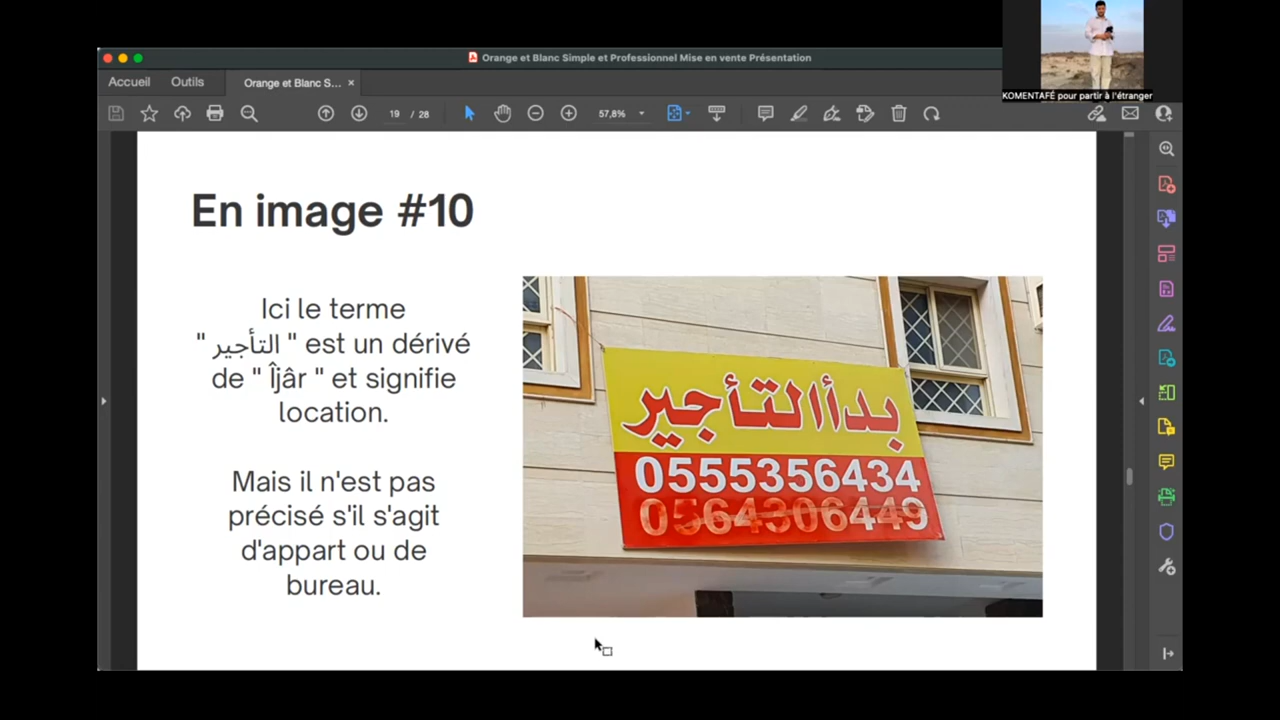 KOMENTAFÉ pour partir à l'étranger
Orange et Blanc Simple et Professionnel Mise en vente Présentation
Accueil Outils Orange et Blanc S... ×
19 / 28 57,8%
En image #10
Ici le terme
" التأجير " est un dérivé
de " Îjâr " et signifie
location.
Mais il n'est pas
précisé s'il s'agit
d'appart ou de
bureau.
بدأ التأجير
0555356434
0564306449